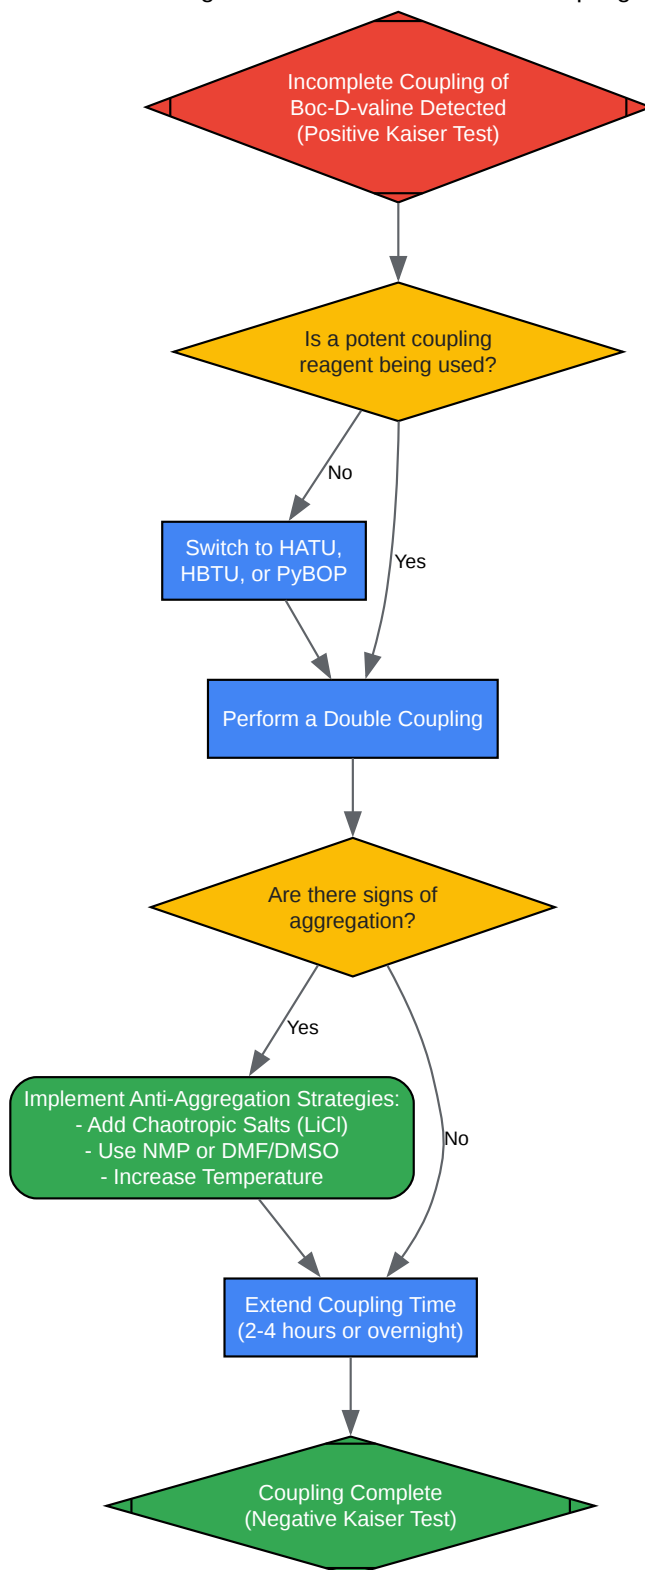 Incomplete Coupling of
Boc-D-valine Detected
(Positive Kaiser Test)
Is a potent coupling
reagent being used?
No
Switch to HATU,
HBTU, or PyBOP
Yes
Perform a Double Coupling
Are there signs of
aggregation?
Yes
Implement Anti-Aggregation Strategies:
- Add Chaotropic Salts (LiCl)
- Use NMP or DMF/DMSO
- Increase Temperature
No
Extend Coupling Time
(2-4 hours or overnight)
Coupling Complete
(Negative Kaiser Test)